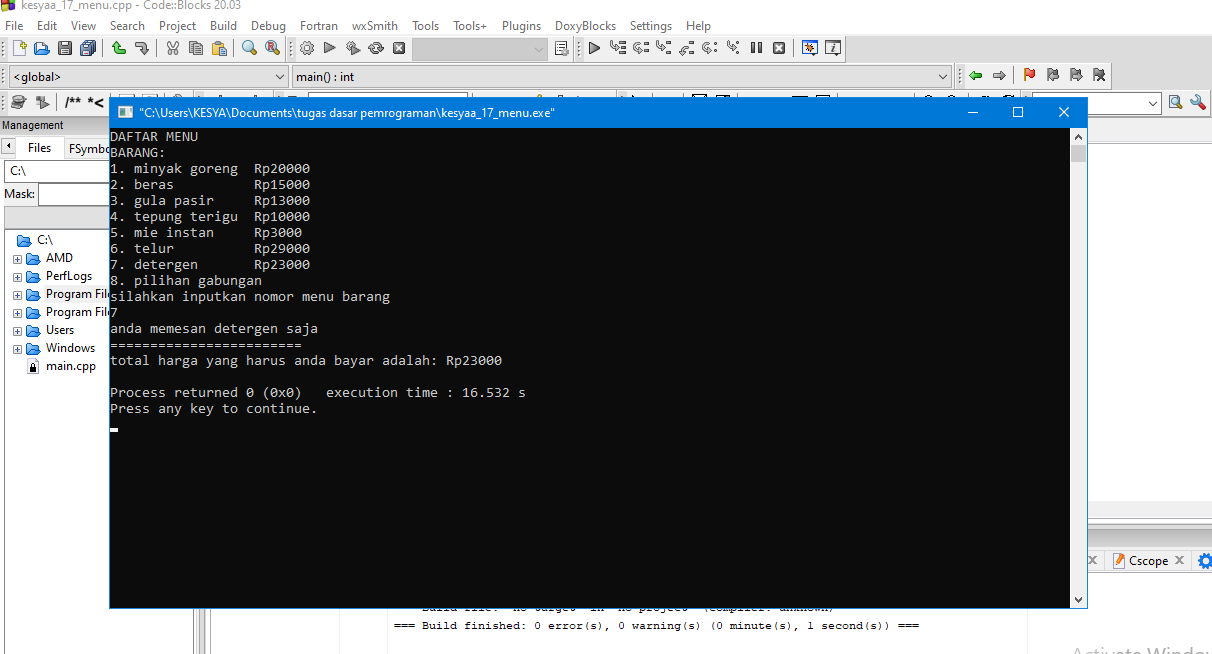 kesyaa_17_menu.cpp - Code::Blocks 20.03
File Edit View Search Project Build Debug Fortran wxSmith Tools Tools+ Plugins DoxyBlocks Settings Help
<global> main() : int
/** *<
Management
Files FSymbo
C:\
Mask:
C:\
AMD
PerfLogs
Program File
Program File
Users
Windows
main.cpp
"C:\Users\KESYA\Documents\tugas dasar pemrograman\kesyaa_17_menu.exe"
DAFTAR MENU
BARANG:
1. minyak goreng Rp20000
2. beras Rp15000
3. gula pasir Rp13000
4. tepung terigu Rp10000
5. mie instan Rp3000
6. telur Rp29000
7. detergen Rp23000
8. pilihan gabungan
silahkan inputkan nomor menu barang
7
anda memesan detergen saja
========================
total harga yang harus anda bayar adalah: Rp23000
Process returned 0 (0x0) execution time : 16.532 s
Press any key to continue.
Cscope
=== Build finished: 0 error(s), 0 warning(s) (0 minute(s), 1 second(s)) ===